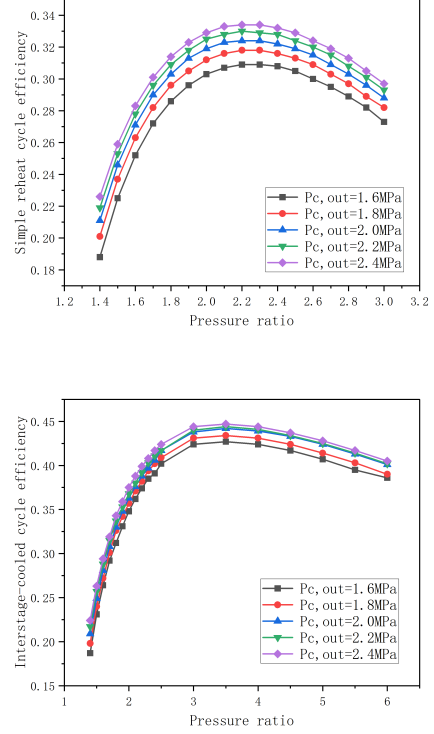 0.34
0.32
0.30
0.28
0.26
0.24
0.22
0.20
0.18
Simple reheat cycle efficiency
Pc,out=1.6MPa
Pc,out=1.8MPa
Pc,out=2.0MPa
Pc,out=2.2MPa
Pc,out=2.4MPa
1.2 1.4 1.6 1.8 2.0 2.2 2.4 2.6 2.8 3.0 3.2
Pressure ratio
0.45
0.40
0.35
0.30
0.25
0.20
0.15
Interstage-cooled cycle efficiency
Pc,out=1.6MPa
Pc,out=1.8MPa
Pc,out=2.0MPa
Pc,out=2.2MPa
Pc,out=2.4MPa
1 2 3 4 5 6
Pressure ratio